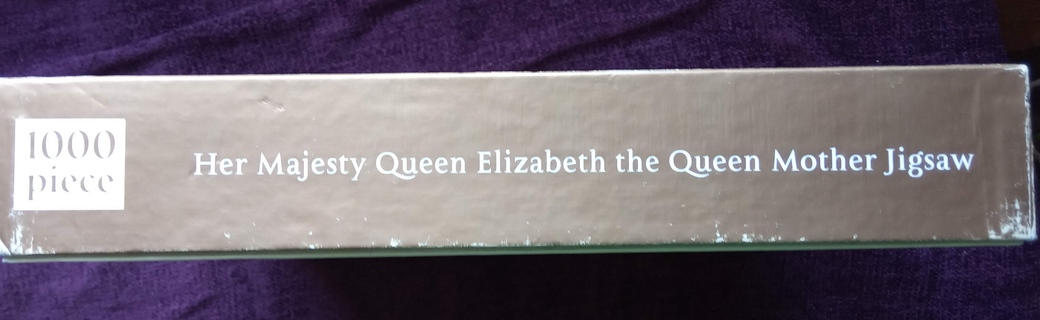 1000
piece
Her Majesty Queen Elizabeth the Queen Mother Jigsaw